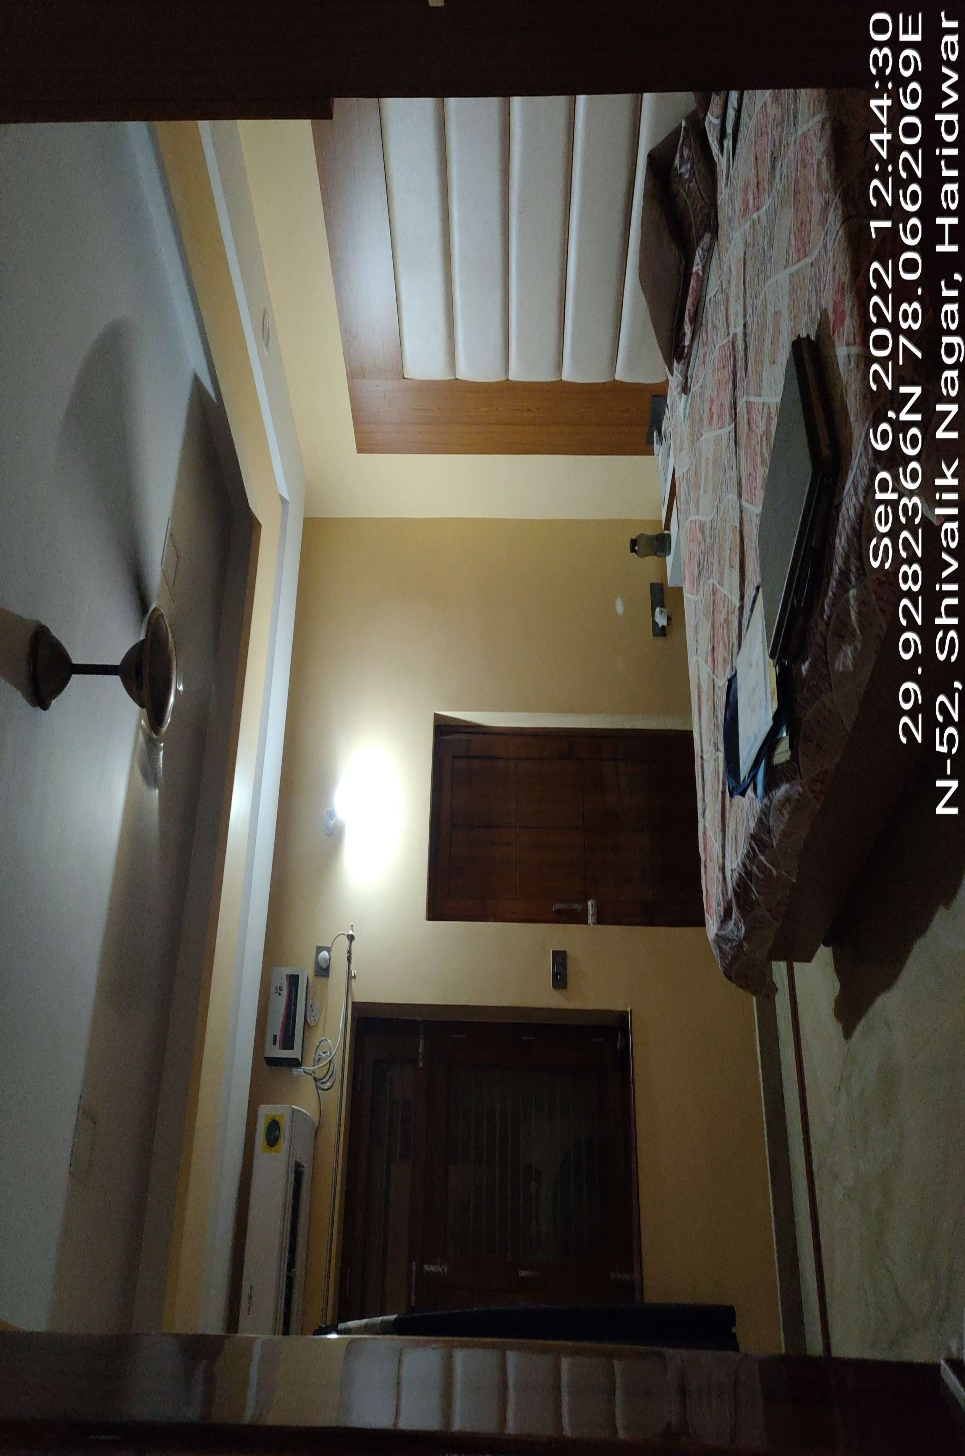 Sep 6, 2022 12:44:30
29.9282366N 78.0662069E
N-52, Shivalik Nagar, Haridwar